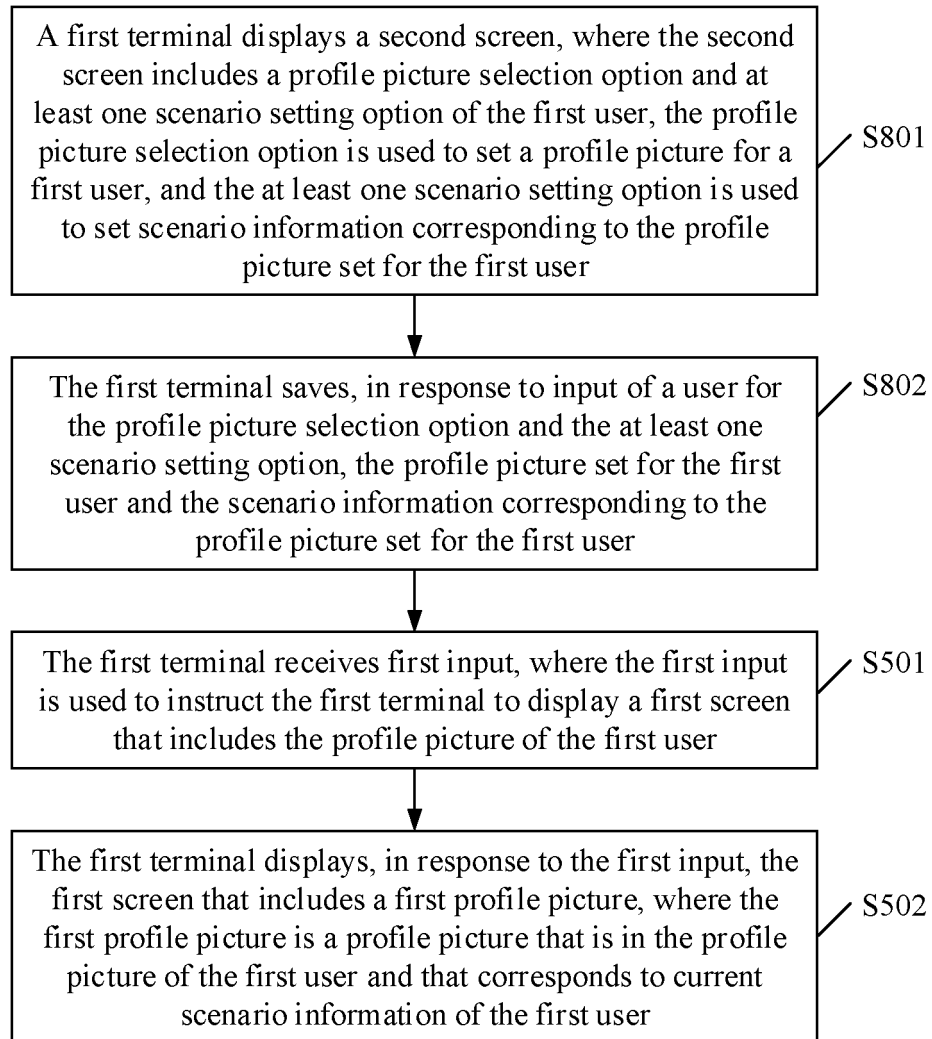 A first terminal displays a second screen, where the second
screen includes a profile picture selection option and at
least one scenario setting option of the first user, the profile
picture selection option is used to set a profile picture for a
first user, and the at least one scenario setting option is used
to set scenario information corresponding to the profile
picture set for the first user
S801
The first terminal saves, in response to input of a user for
the profile picture selection option and the at least one
scenario setting option, the profile picture set for the first
user and the scenario information corresponding to the
profile picture set for the first user
S802
The first terminal receives first input, where the first input
is used to instruct the first terminal to display a first screen
that includes the profile picture of the first user
S501
The first terminal displays, in response to the first input, the
first screen that includes a first profile picture, where the
first profile picture is a profile picture that is in the profile
picture of the first user and that corresponds to current
scenario information of the first user
S502